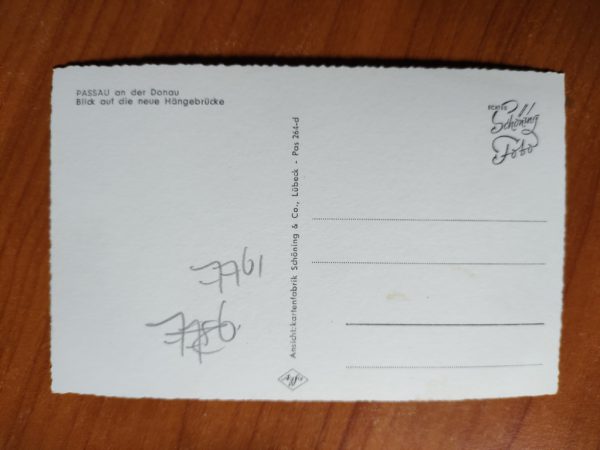 PASSAU an der Donau
Blick auf die neue Hängebrücke
ECHTES
Schöning
Foto
Ansichtskartenfabrik Schöning & Co., Lübeck - Pas 264-d
7761
7756
Agfa